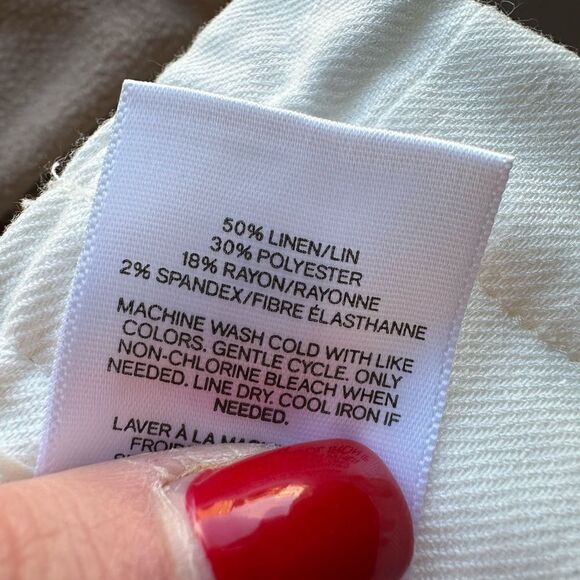 50% LINEN/LIN
30% POLYESTER
18% RAYON/RAYONNE
2% SPANDEX/FIBRE ÉLASTHANNE
MACHINE WASH COLD WITH LIKE
COLORS. GENTLE CYCLE. ONLY
NON-CHLORINE BLEACH WHEN
NEEDED. LINE DRY. COOL IRON IF
NEEDED.
LAVER À LA